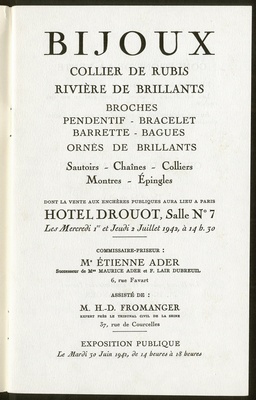 BIJOUX
COLLIER DE RUBIS
RIVIÈRE DE BRILLANTS
BROCHES
PENDENTIF - BRACELET
BARRETTE - BAGUES
ORNÉS DE BRILLANTS
Sautoirs - Chaînes - Colliers
Montres - Épingles
DONT LA VENTE AUX ENCHÈRES PUBLIQUES AURA LIEU A PARIS
HOTEL DROUOT, Salle N° 7
Les Mercredi 1er et Jeudi 2 Juillet 1942, à 14 h. 30
COMMISSAIRE-PRISEUR :
Me ÉTIENNE ADER
Successeur de Mes MAURICE ADER et F. LAIR DUBREUIL
6, rue Favart
ASSISTÉ DE :
M. H.-D. FROMANGER
EXPERT PRÈS LE TRIBUNAL CIVIL DE LA SEINE
37, rue de Courcelles
EXPOSITION PUBLIQUE
Le Mardi 30 Juin 1942, de 14 heures à 18 heures